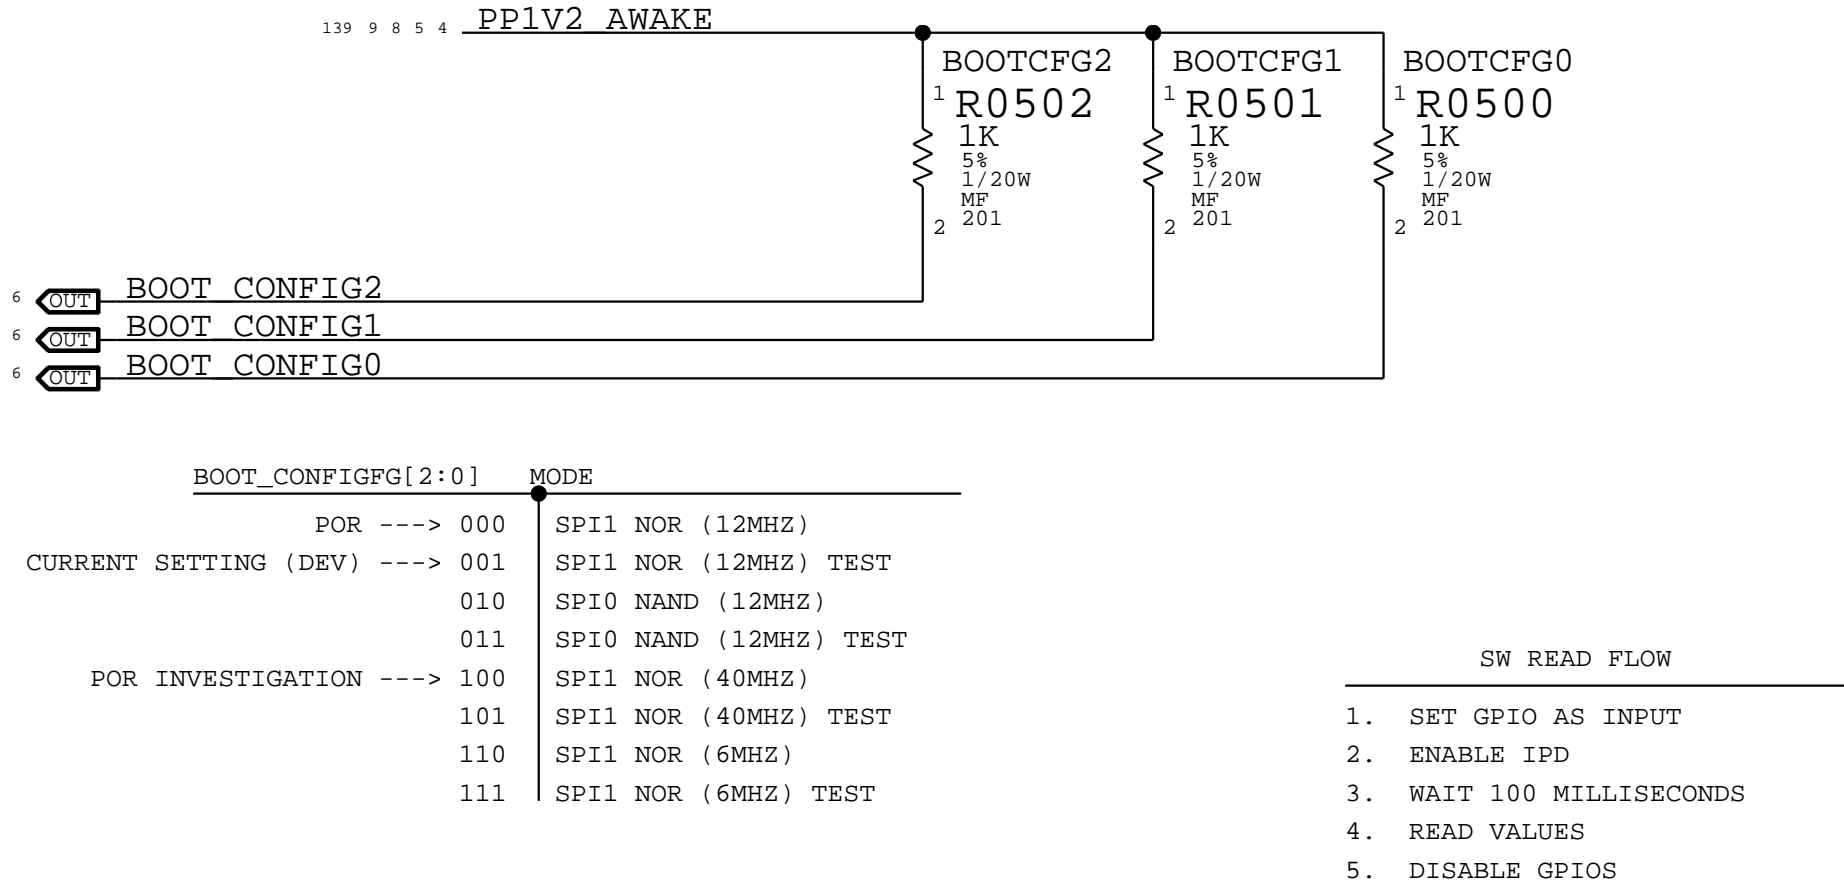 139 9 8 5 4 PP1V2_AWAKE
BOOTCFG2 BOOTCFG1 BOOTCFG0
1 R0502 1 R0501 1 R0500
1K 1K 1K
5% 5% 5%
1/20W 1/20W 1/20W
MF MF MF
201 201 201
2 2 2
6 OUT BOOT_CONFIG2
6 OUT BOOT_CONFIG1
6 OUT BOOT_CONFIG0
BOOT_CONFIGFG[2:0] MODE
POR ---> 000 SPI1 NOR (12MHZ)
CURRENT SETTING (DEV) ---> 001 SPI1 NOR (12MHZ) TEST
010 SPI0 NAND (12MHZ)
011 SPI0 NAND (12MHZ) TEST
POR INVESTIGATION ---> 100 SPI1 NOR (40MHZ)
101 SPI1 NOR (40MHZ) TEST
110 SPI1 NOR (6MHZ)
111 SPI1 NOR (6MHZ) TEST
SW READ FLOW
1. SET GPIO AS INPUT
2. ENABLE IPD
3. WAIT 100 MILLISECONDS
4. READ VALUES
5. DISABLE GPIOS